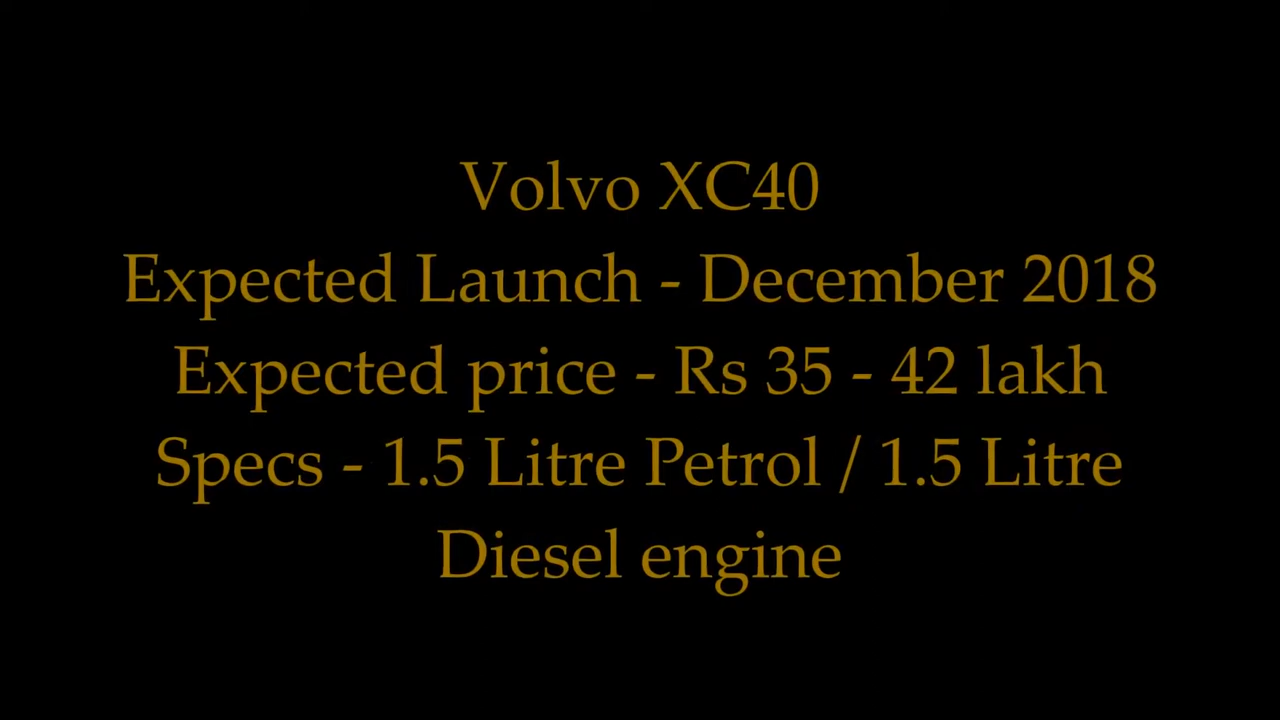 Volvo XC40
Expected Launch - December 2018
Expected price - Rs 35 - 42 lakh
Specs - 1.5 Litre Petrol / 1.5 Litre
Diesel engine